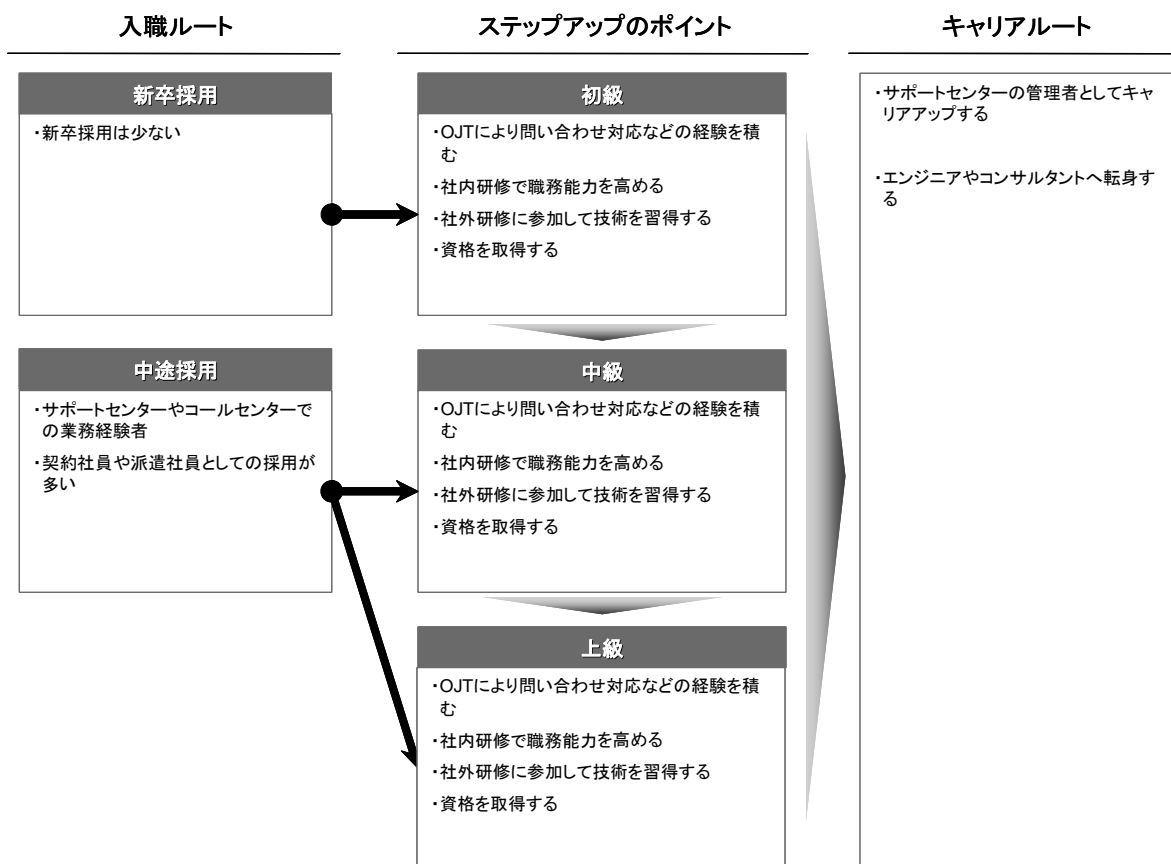 入職ルート
ステップアップのポイント
キャリアルート
新卒採用
・新卒採用は少ない
中途採用
・サポートセンターやコールセンターで
の業務経験者
・契約社員や派遣社員としての採用が
多い
初級
・OJTにより問い合わせ対応などの経験を積
む
・社内研修で職務能力を高める
・社外研修に参加して技術を習得する
・資格を取得する
中級
・OJTにより問い合わせ対応などの経験を積
む
・社内研修で職務能力を高める
・社外研修に参加して技術を習得する
・資格を取得する
上級
・OJTにより問い合わせ対応などの経験を積
む
・社内研修で職務能力を高める
・社外研修に参加して技術を習得する
・資格を取得する
・サポートセンターの管理者としてキャ
リアアップする
・エンジニアやコンサルタントへ転身す
る